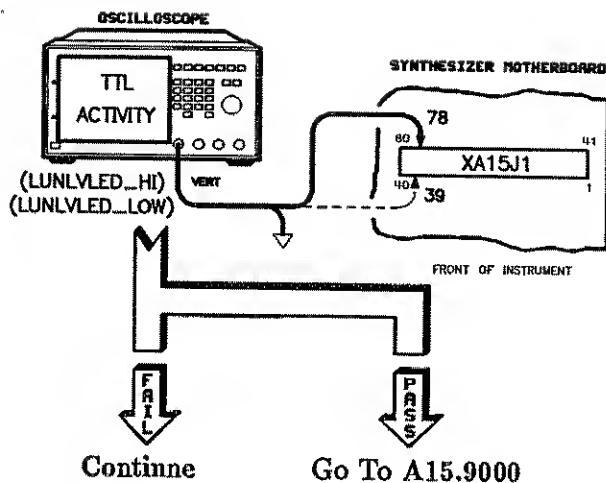 OSCILLOSCOPE
TTL
ACTIVITY
SYNTHESIZER MOTHERBOARD
78
80
41
XA15J1
(LUNLVLED_HI)
VERT
(LUNLVLED_LOW)
40
39
1
FRONT OF INSTRUMENT
FAIL
PASS
Continne
Go To A15.9000